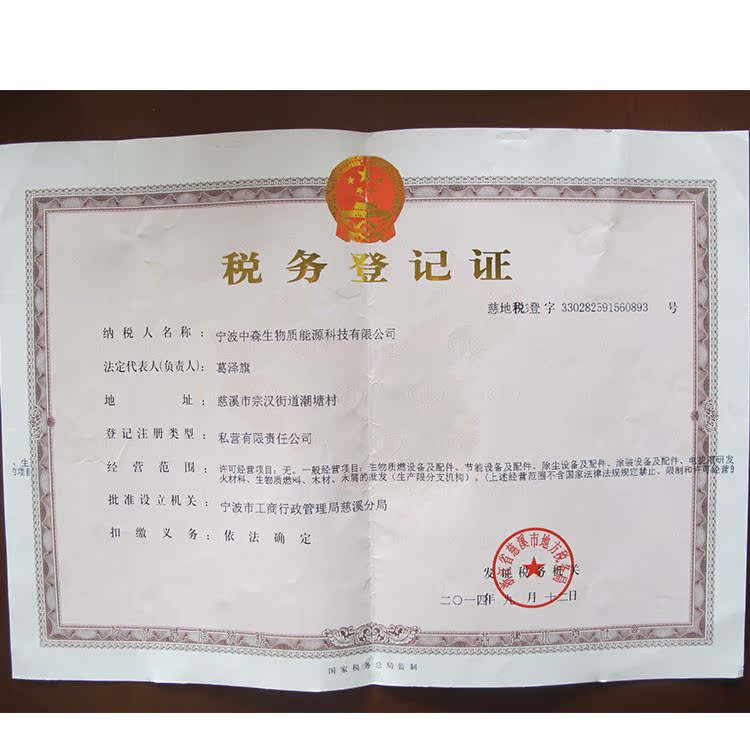 税务登记证
慈地税登字 330282591560893 号
纳税人名称： 宁波中森生物质能源科技有限公司
法定代表人(负责人)： 葛泽旗
地 址： 慈溪市宗汉街道潮塘村
登记注册类型： 私营有限责任公司
经营范围： 许可经营项目：无。一般经营项目：生物质燃设备及配件、节能设备及配件、除尘设备及配件、涂装设备及配件、
火材料、生物质燃料、木材、木屑的批发（生产限分支机构）。（上述经营范围不含国家法律法规规定禁止、限制和许可经营的
批准设立机关： 宁波市工商行政管理局慈溪分局
扣缴义务： 依法确定
省慈溪市地方税务局
发证税务机关
二〇一四年九月十二日
国家税务总局监制